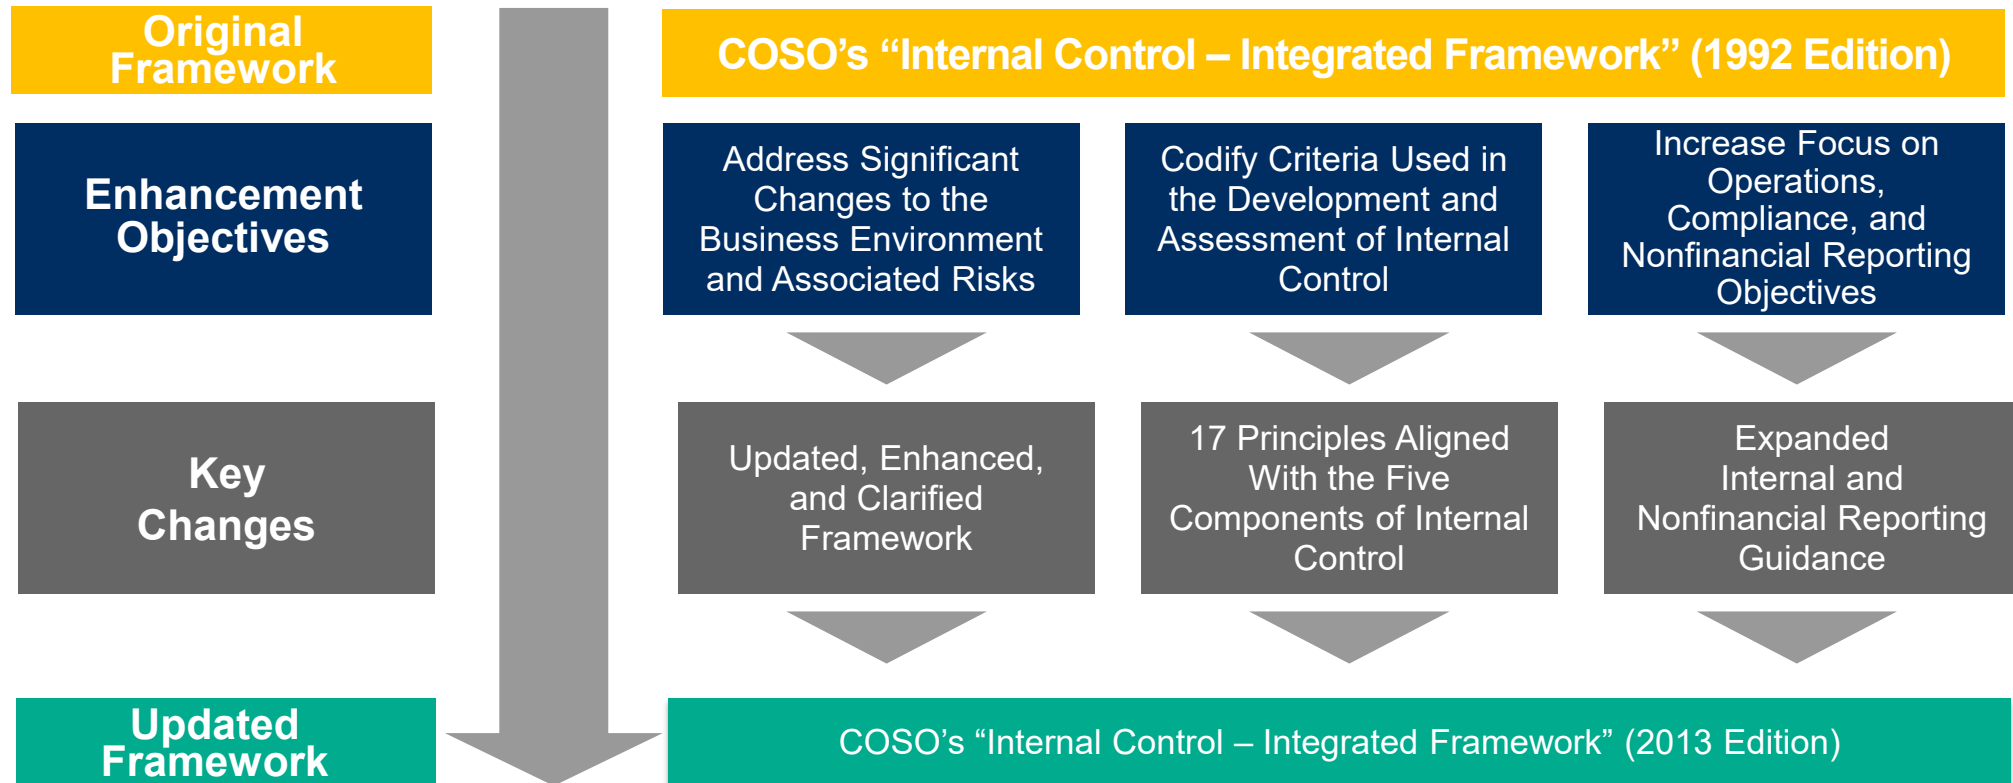 Original
Framework
COSO’s “Internal Control – Integrated Framework” (1992 Edition)
Enhancement
Objectives
Address Significant
Changes to the
Business Environment
and Associated Risks
Codify Criteria Used in
the Development and
Assessment of Internal
Control
Increase Focus on
Operations,
Compliance, and
Nonfinancial Reporting
Objectives
Key
Changes
Updated, Enhanced,
and Clarified
Framework
17 Principles Aligned
With the Five
Components of Internal
Control
Expanded
Internal and
Nonfinancial Reporting
Guidance
Updated
Framework
COSO’s “Internal Control – Integrated Framework” (2013 Edition)